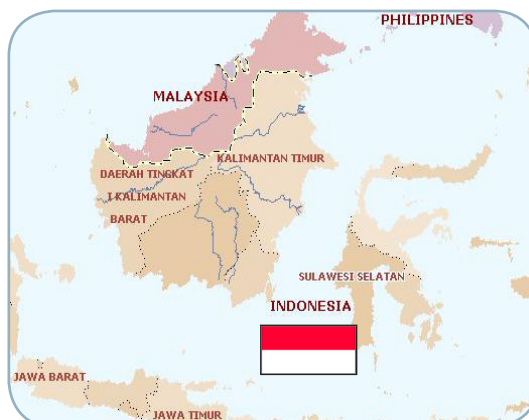 PHILIPPINES
MALAYSIA
KALIMANTAN TIMUR
DAERAH TINGKAT
I KALIMANTAN
BARAT
SULAWESI SELATAN
INDONESIA
JAWA BARAT
JAWA TIMUR